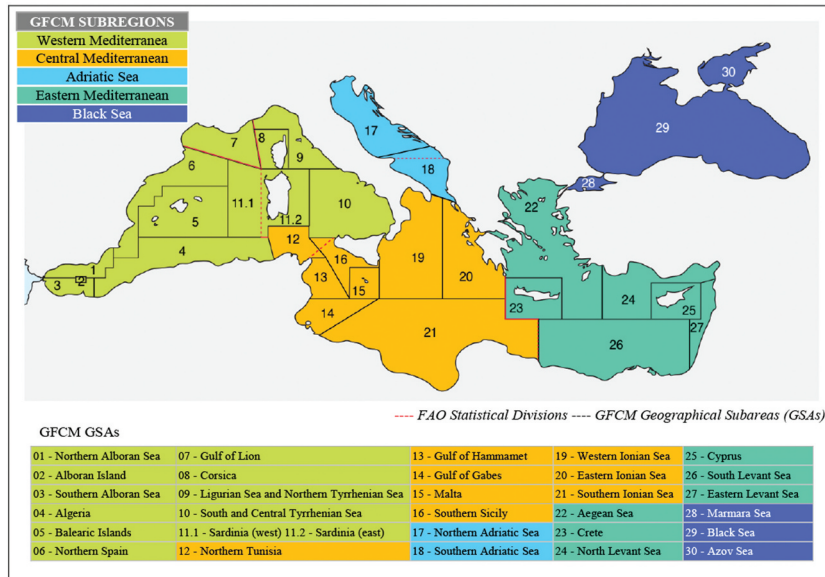 GFCM SUBREGIONS
Western Mediterranea
Central Mediterranean
Adriatic Sea
Eastern Mediterranean
Black Sea
30
29
28
17
18
7
8
9
6
11.1
5
11.2
10
4
12
1
2
3
16
13
15
14
19
20
21
22
23
24
25
26
27
---- FAO Statistical Divisions ---- GFCM Geographical Subareas (GSAs)
GFCM GSAs
01 - Northern Alboran Sea 07 - Gulf of Lion 13 - Gulf of Hammamet 19 - Western Ionian Sea 25 - Cyprus
02 - Alboran Island 08 - Corsica 14 - Gulf of Gabes 20 - Eastern Ionian Sea 26 - South Levant Sea
03 - Southern Alboran Sea 09 - Ligurian Sea and Northern Tyrrhenian Sea 15 - Malta 21 - Southern Ionian Sea 27 - Eastern Levant Sea
04 - Algeria 10 - South and Central Tyrrhenian Sea 16 - Southern Sicily 22 - Aegean Sea 28 - Marmara Sea
05 - Balearic Islands 11.1 - Sardinia (west) 11.2 - Sardinia (east) 17 - Northern Adriatic Sea 23 - Crete 29 - Black Sea
06 - Northern Spain 12 - Northern Tunisia 18 - Southern Adriatic Sea 24 - North Levant Sea 30 - Azov Sea